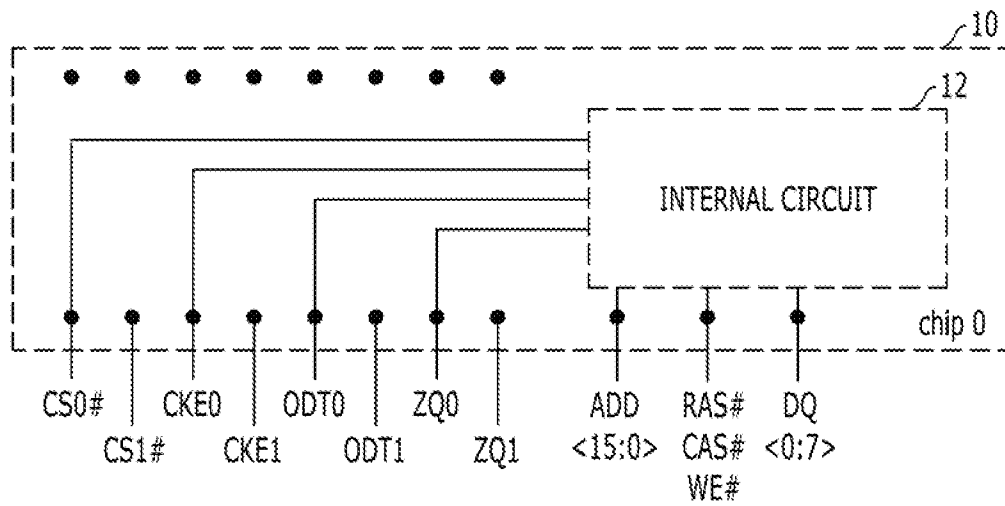 10
12
INTERNAL CIRCUIT
chip 0
CS0# CKE0 ODT0 ZQ0 ADD RAS# DQ
CS1# CKE1 ODT1 ZQ1 <15:0> CAS# <0:7>
WE#